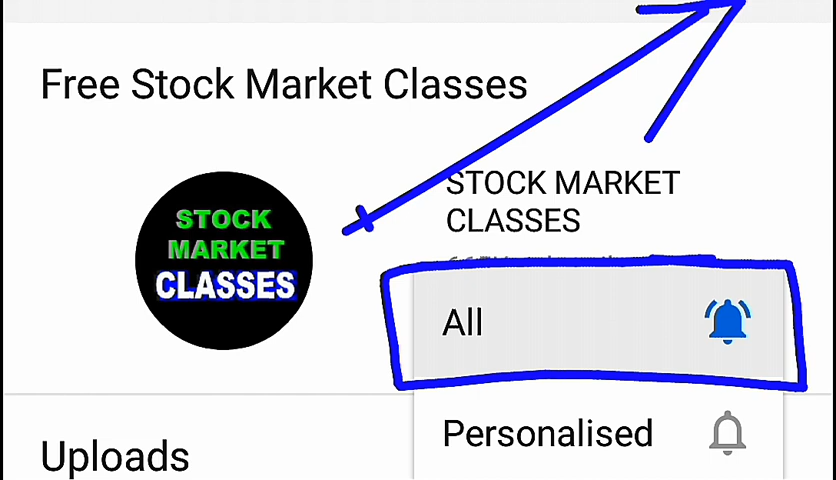 Free Stock Market Classes
STOCK
MARKET
CLASSES
STOCK MARKET
CLASSES
All
Personalised
Uploads